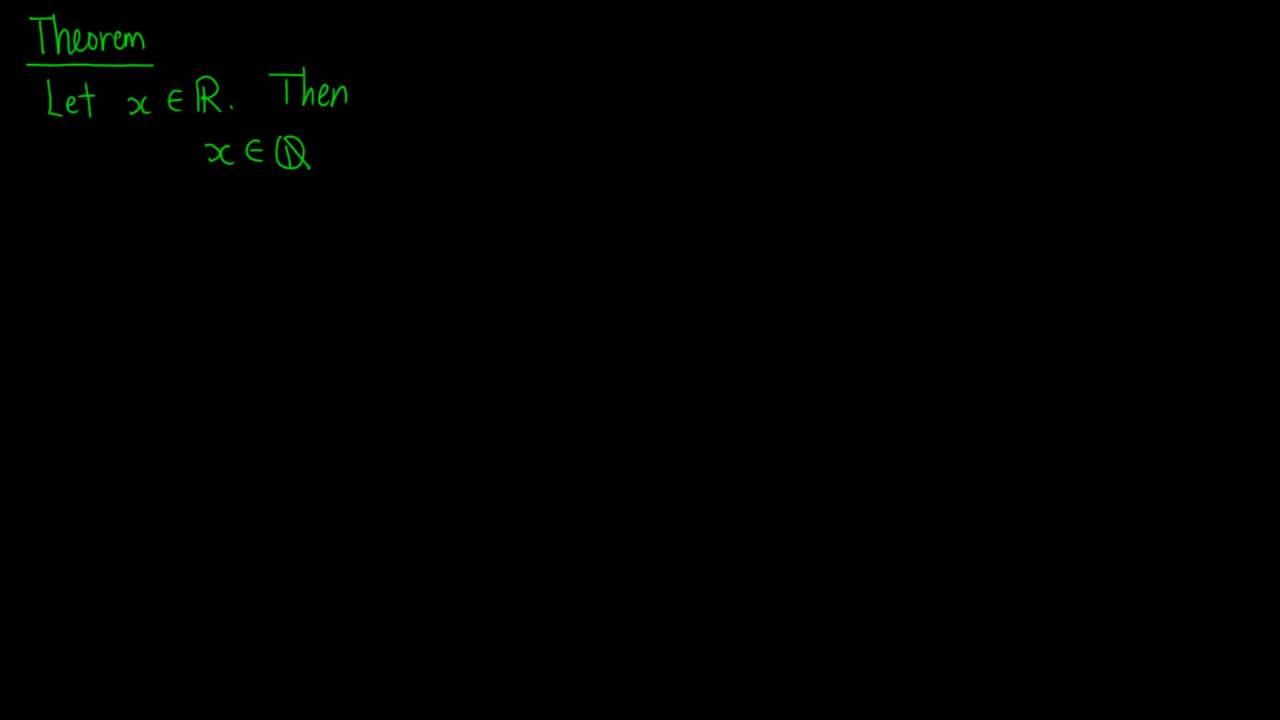 Theorem
Let x ∈ ℝ. Then
x ∈ ℚ